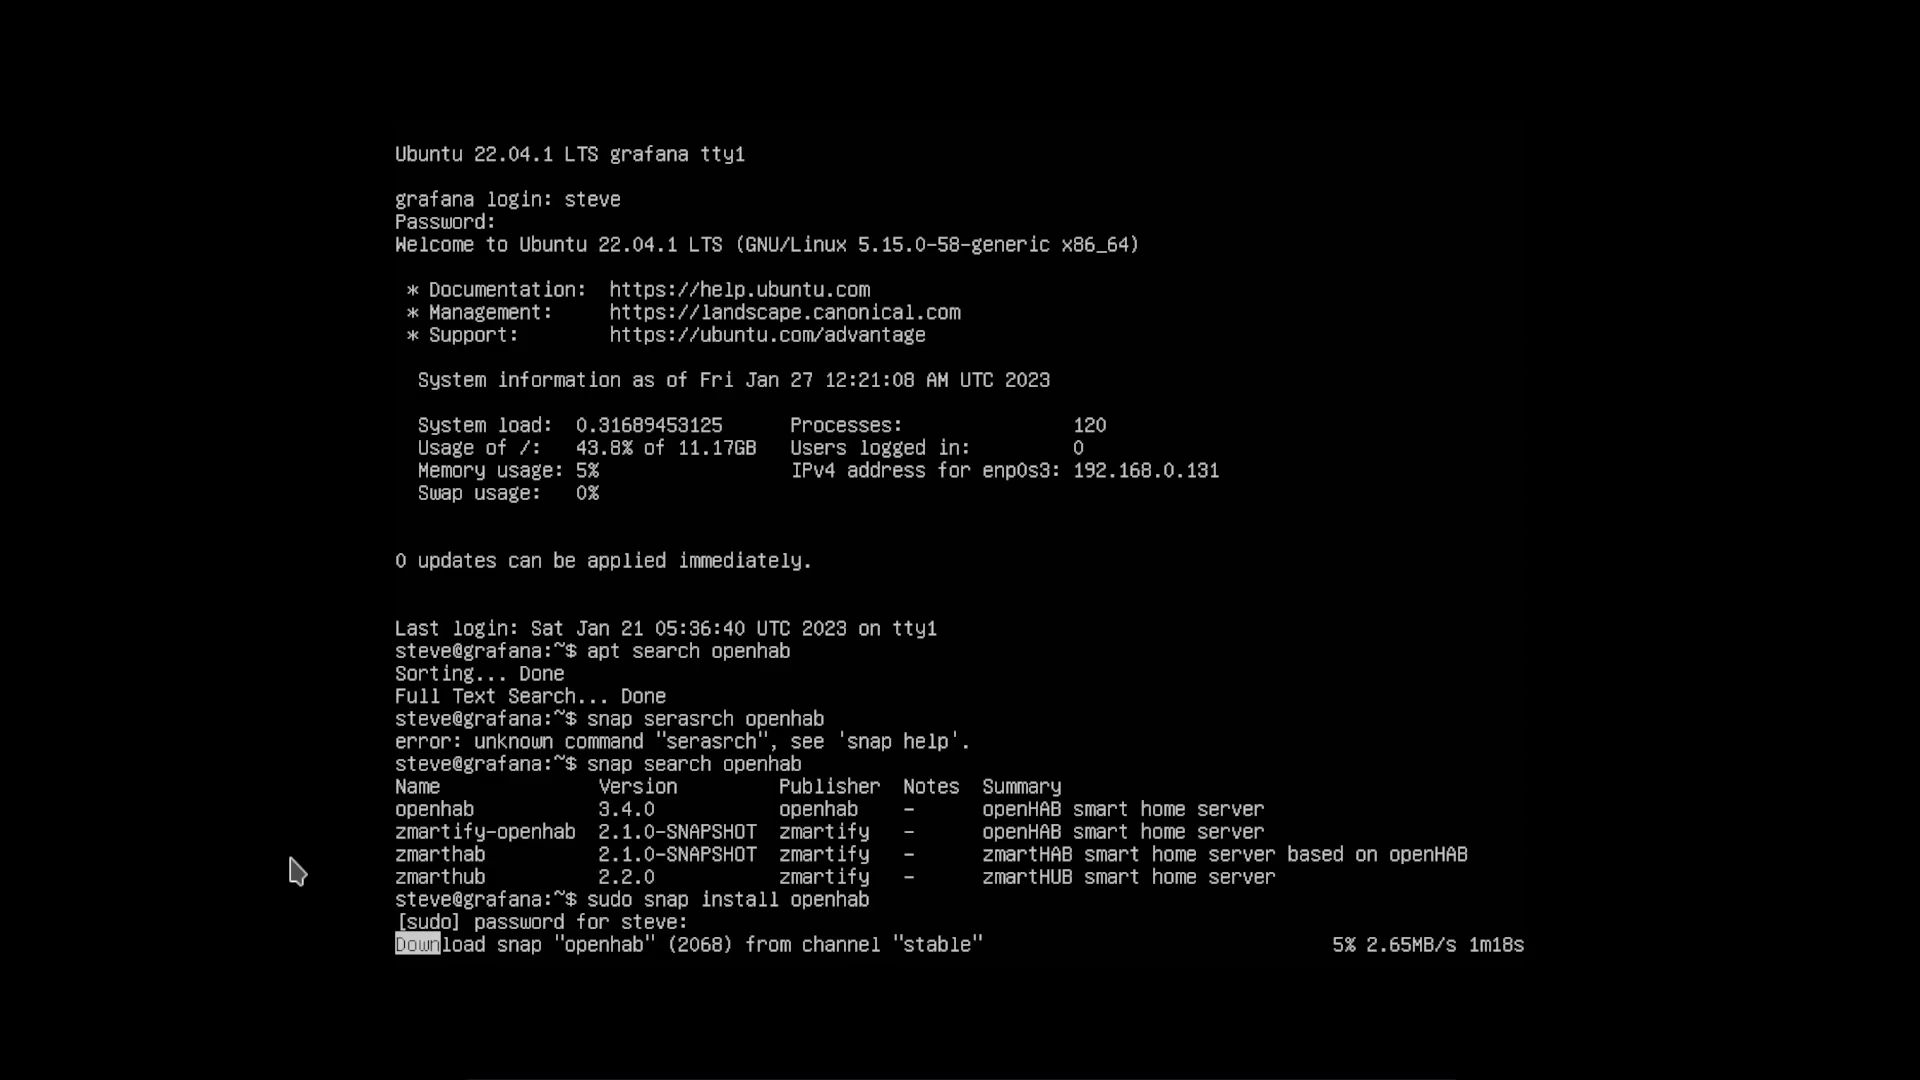 Ubuntu 22.04.1 LTS grafana tty1
grafana login: steve
Password:
Welcome to Ubuntu 22.04.1 LTS (GNU/Linux 5.15.0-58-generic x86_64)
* Documentation:  https://help.ubuntu.com
* Management:     https://landscape.canonical.com
* Support:        https://ubuntu.com/advantage
System information as of Fri Jan 27 12:21:08 AM UTC 2023
System load:  0.31689453125      Processes:               120
Usage of /:   43.8% of 11.17GB   Users logged in:         0
Memory usage: 5%                 IPv4 address for enp0s3: 192.168.0.131
Swap usage:   0%
0 updates can be applied immediately.
Last login: Sat Jan 21 05:36:40 UTC 2023 on tty1
steve@grafana:~$ apt search openhab
Sorting... Done
Full Text Search... Done
steve@grafana:~$ snap serasrch openhab
error: unknown command "serasrch", see 'snap help'.
steve@grafana:~$ snap search openhab
Name              Version         Publisher  Notes  Summary
openhab           3.4.0           openhab    -      openHAB smart home server
zmartify-openhab  2.1.0-SNAPSHOT  zmartify   -      openHAB smart home server
zmarthab          2.1.0-SNAPSHOT  zmartify   -      zmartHAB smart home server based on openHAB
zmarthub          2.2.0           zmartify   -      zmartHUB smart home server
steve@grafana:~$ sudo snap install openhab
[sudo] password for steve:
Download snap "openhab" (2068) from channel "stable"                               5% 2.65MB/s 1m18s